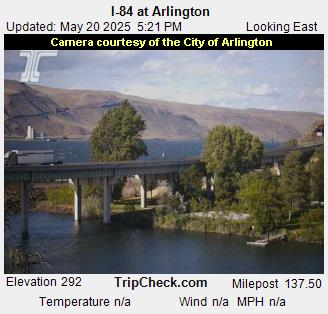 I-84 at Arlington
Updated: May 20 2025 5:21 PM Looking East
Camera courtesy of the City of Arlington
Elevation 292 TripCheck.com Milepost 137.50
Temperature n/a Wind n/a MPH n/a